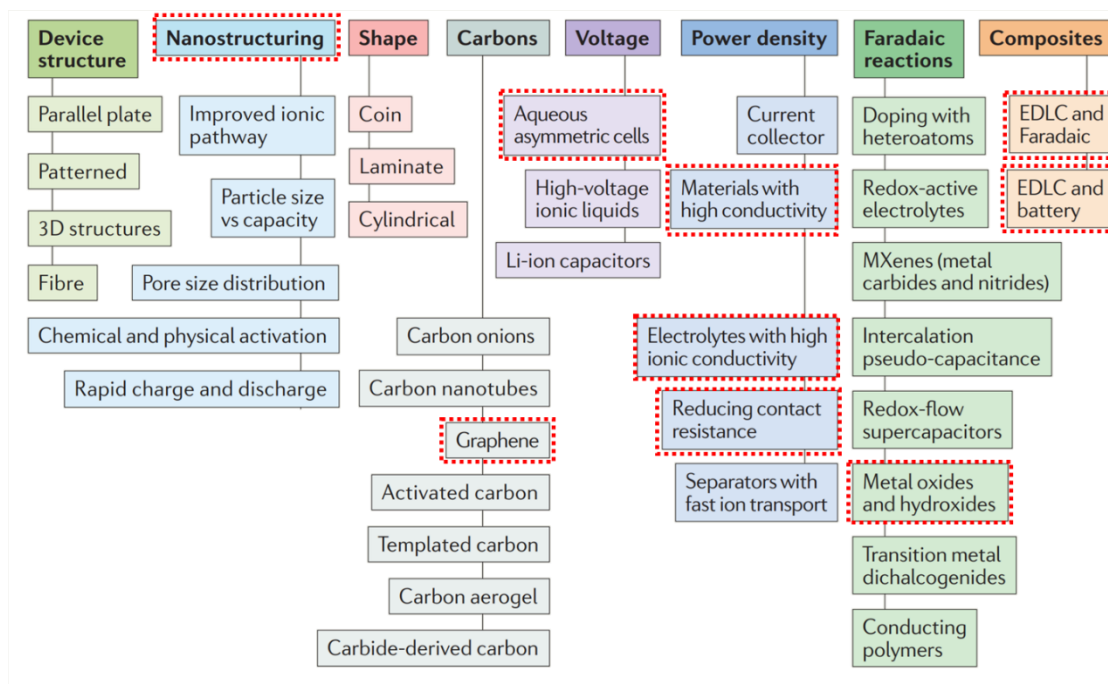 Device
structure
Parallel plate
Patterned
3D structures
Fibre
Nanostructuring
Improved ionic
pathway
Particle size
vs capacity
Pore size distribution
Chemical and physical activation
Rapid charge and discharge
Shape
Coin
Laminate
Cylindrical
Carbons
Carbon onions
Carbon nanotubes
Graphene
Activated carbon
Templated carbon
Carbon aerogel
Carbide-derived carbon
Voltage
Aqueous
asymmetric cells
High-voltage
ionic liquids
Li-ion capacitors
Power density
Current
collector
Materials with
high conductivity
Electrolytes with high
ionic conductivity
Reducing contact
resistance
Separators with
fast ion transport
Faradaic
reactions
Doping with
heteroatoms
Redox-active
electrolytes
MXenes (metal
carbides and nitrides)
Intercalation
pseudo-capacitance
Redox-flow
supercapacitors
Metal oxides
and hydroxides
Transition metal
dichalcogenides
Conducting
polymers
Composites
EDLC and
Faradaic
EDLC and
battery